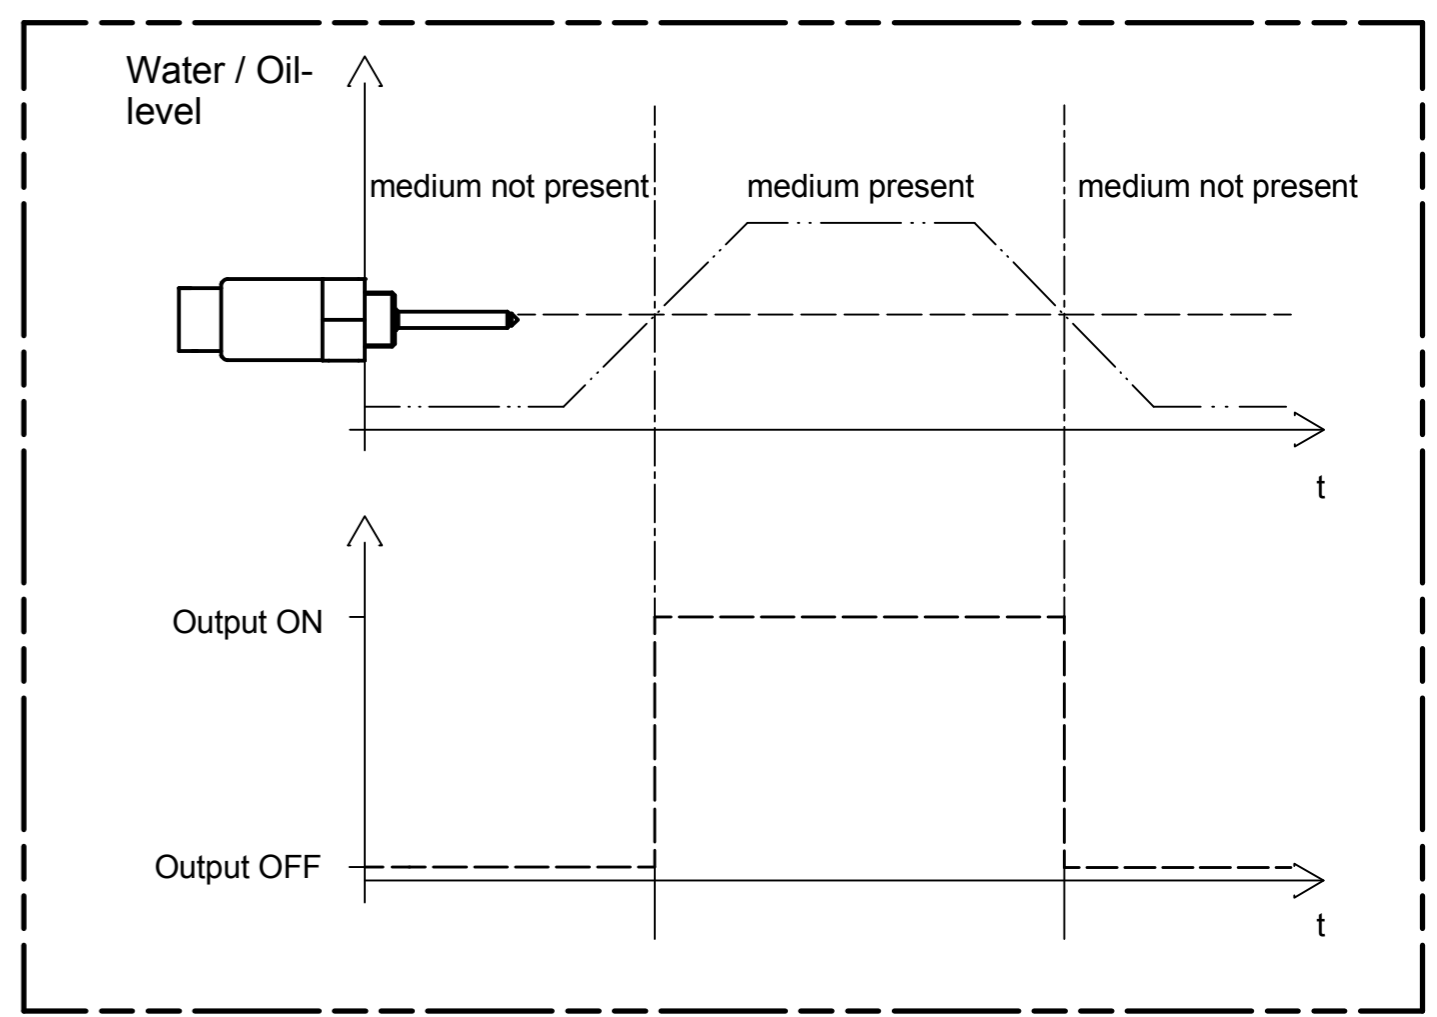 Water / Oil-
level
medium not present
medium present
medium not present
t
Output ON
Output OFF
t